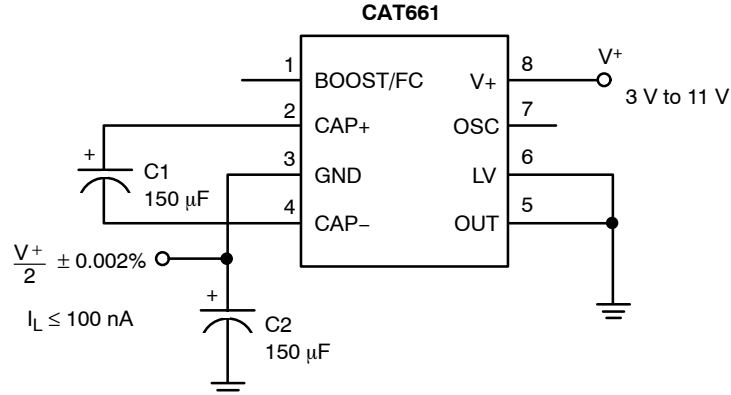 CAT661
1
BOOST/FC
2
CAP+
3
GND
4
CAP−
8
V+
7
OSC
6
LV
5
OUT
V+
3 V to 11 V
+
C1
150 μF
V+
2
± 0.002%
IL ≤ 100 nA
+
C2
150 μF